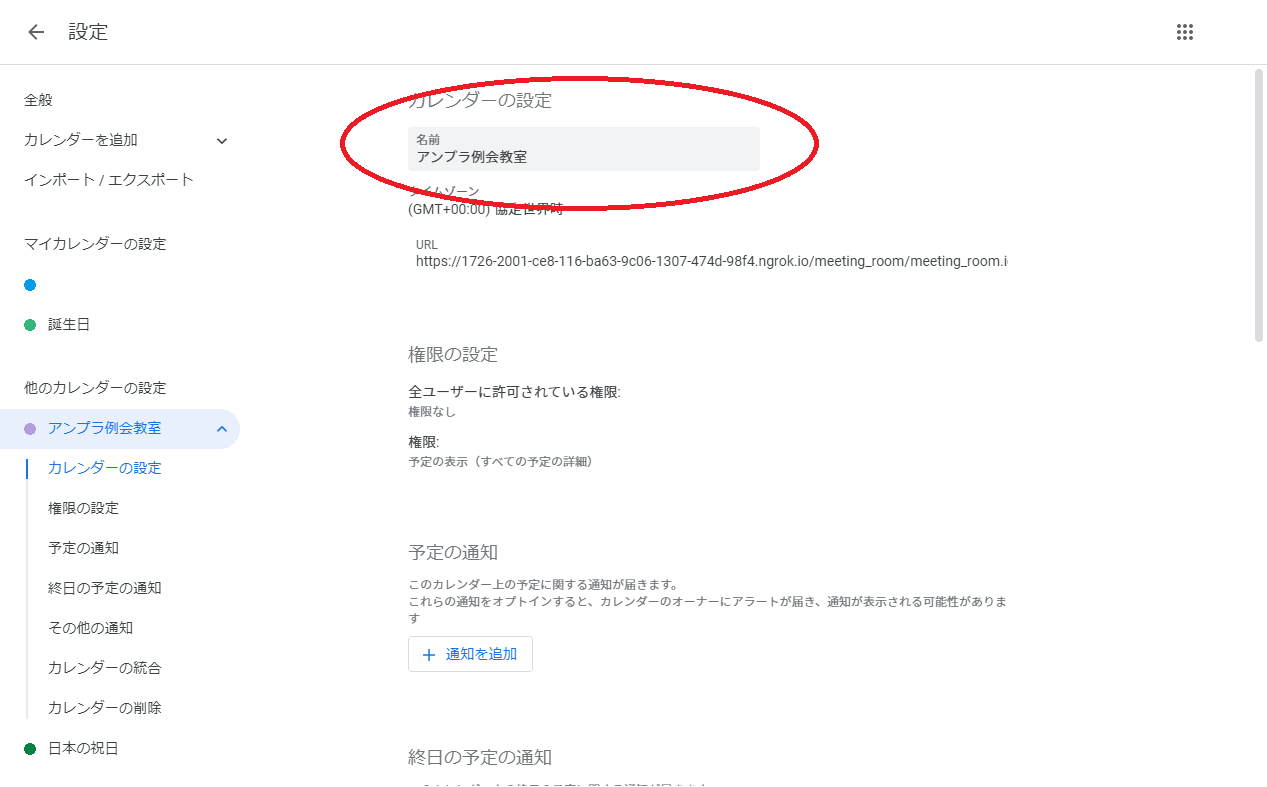 設定
全般
カレンダーを追加
インポート / エクスポート
マイカレンダーの設定
誕生日
他のカレンダーの設定
アンプラ例会教室
カレンダーの設定
権限の設定
予定の通知
終日の予定の通知
その他の通知
カレンダーの統合
カレンダーの削除
日本の祝日
カレンダーの設定
名前
アンプラ例会教室
タイムゾーン
(GMT+00:00) 協定世界時
URL
https://1726-2001-ce8-116-ba63-9c06-1307-474d-98f4.ngrok.io/meeting_room/meeting_room.i
権限の設定
全ユーザーに許可されている権限:
権限なし
権限:
予定の表示（すべての予定の詳細）
予定の通知
このカレンダー上の予定に関する通知が届きます。
これらの通知をオプトインすると、カレンダーのオーナーにアラートが届き、通知が表示される可能性がありま
す
通知を追加
終日の予定の通知